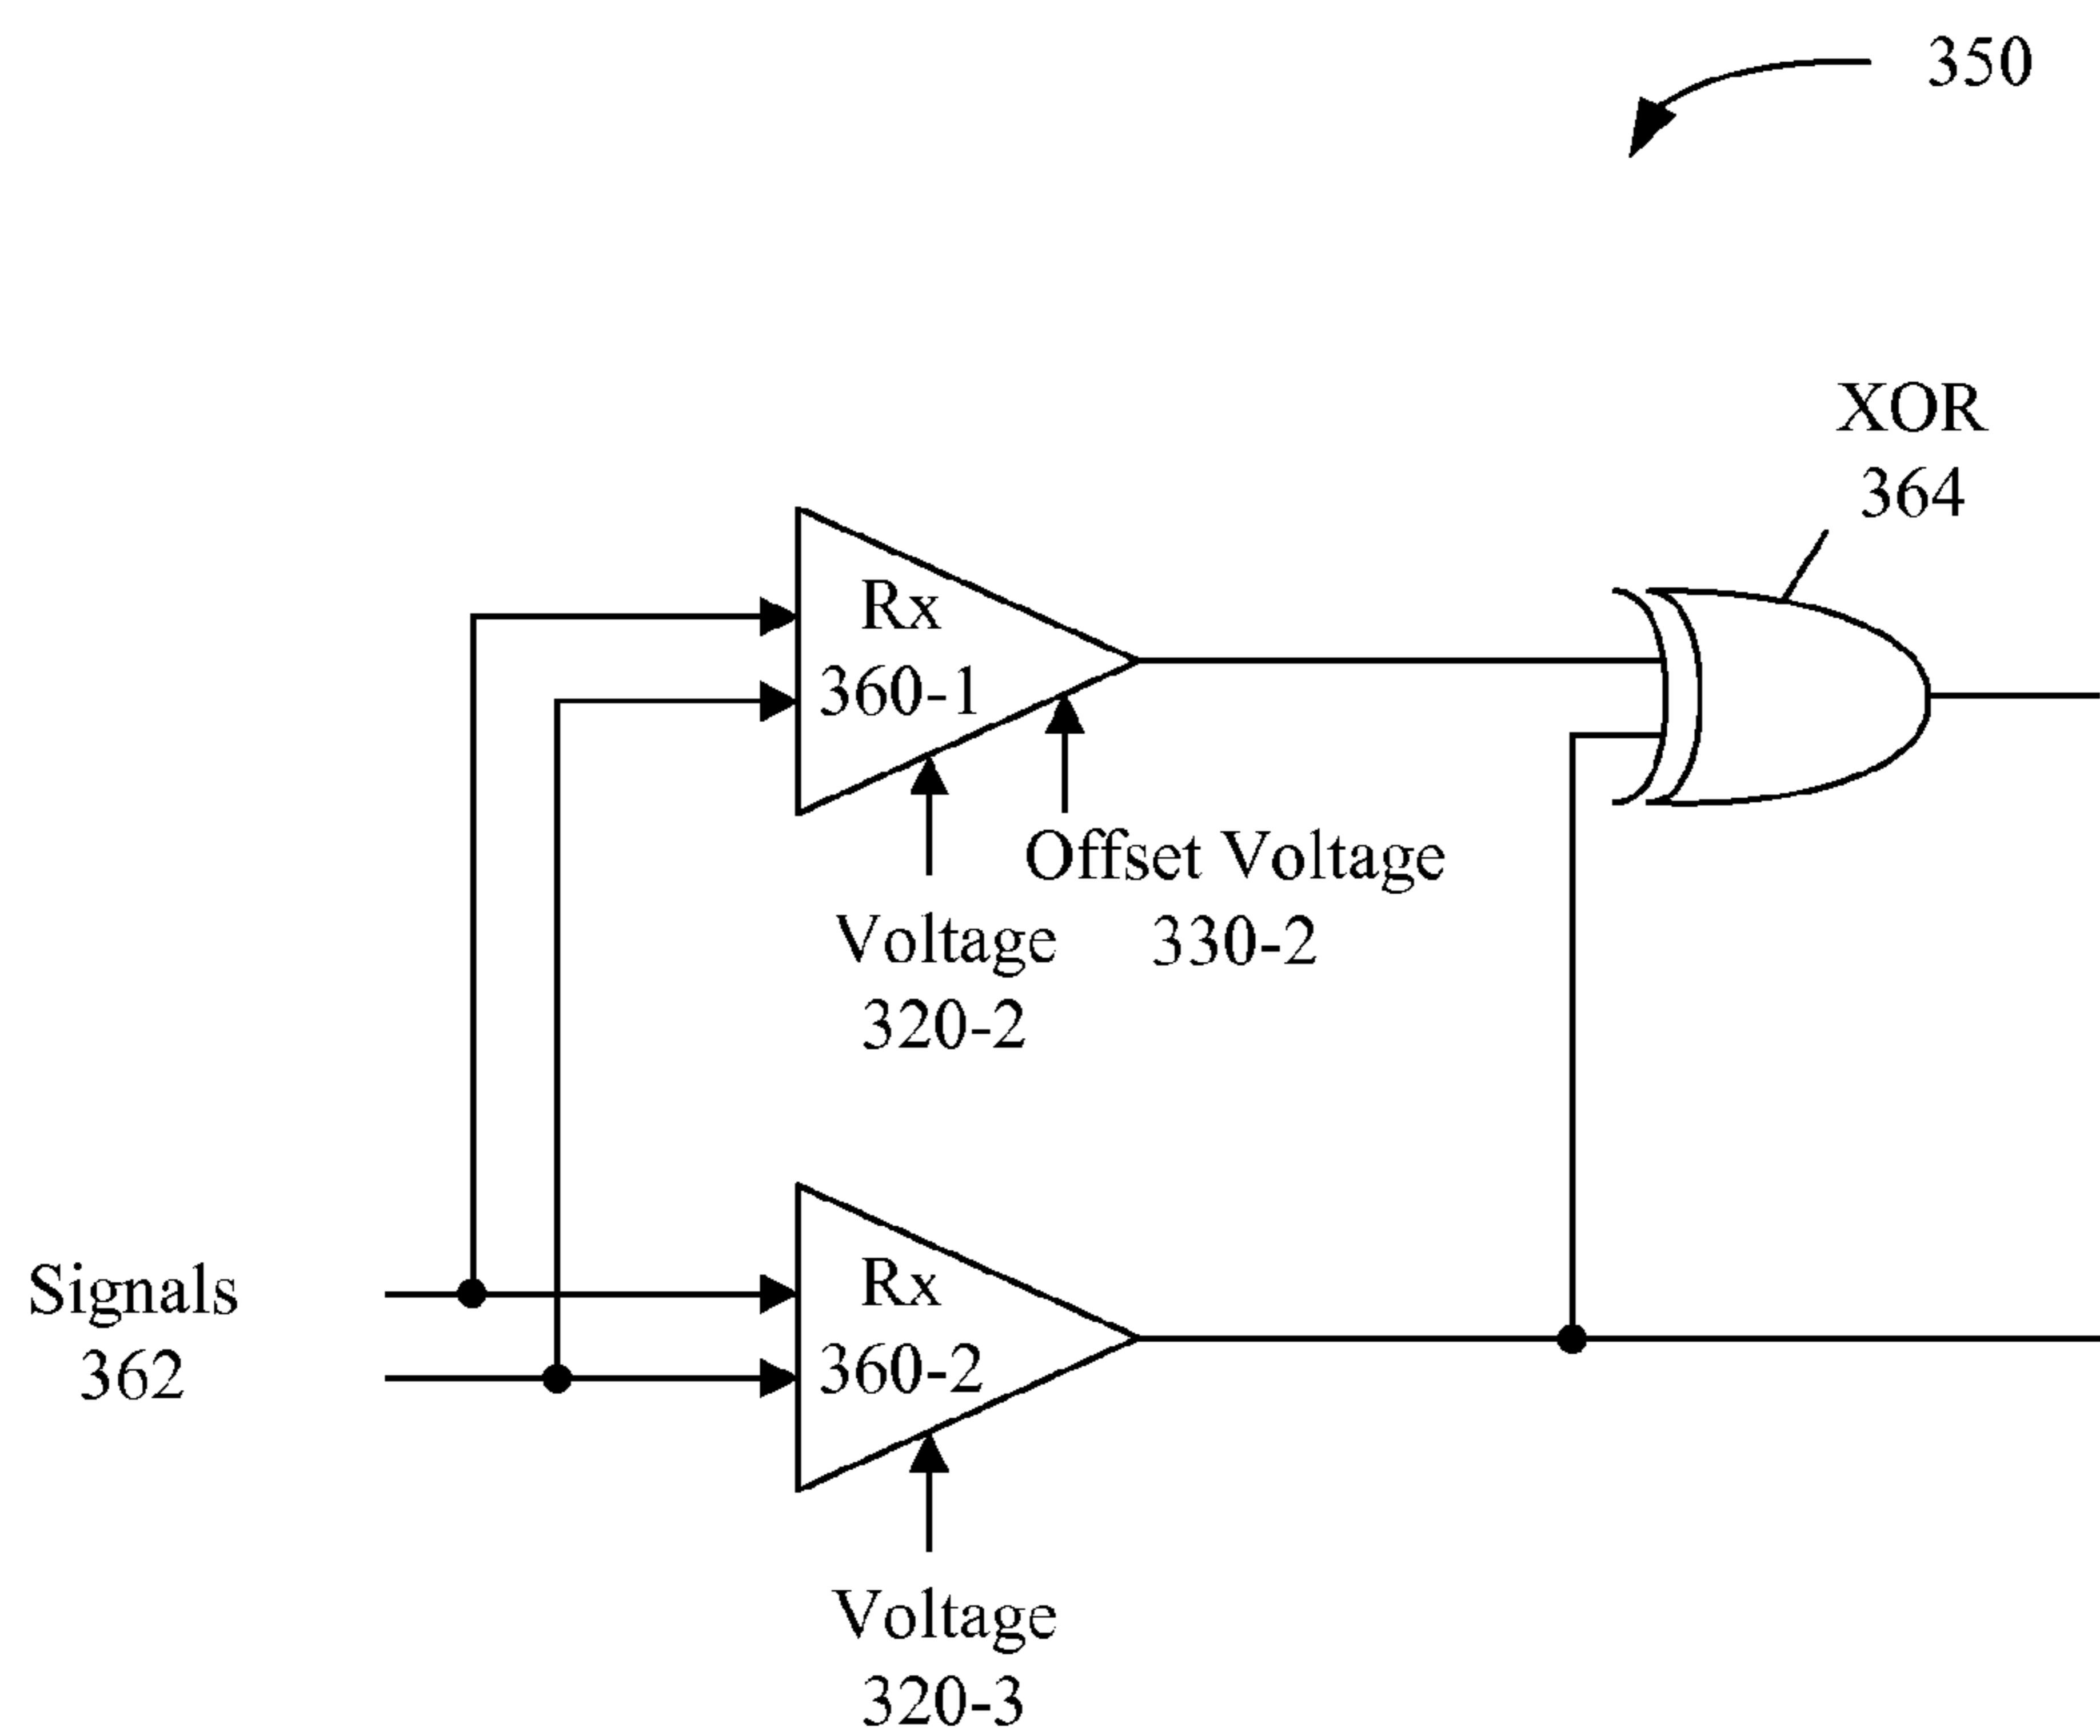 350
XOR
364
Rx
360-1
Offset Voltage
330-2
Voltage
320-2
Signals
362
Rx
360-2
Voltage
320-3